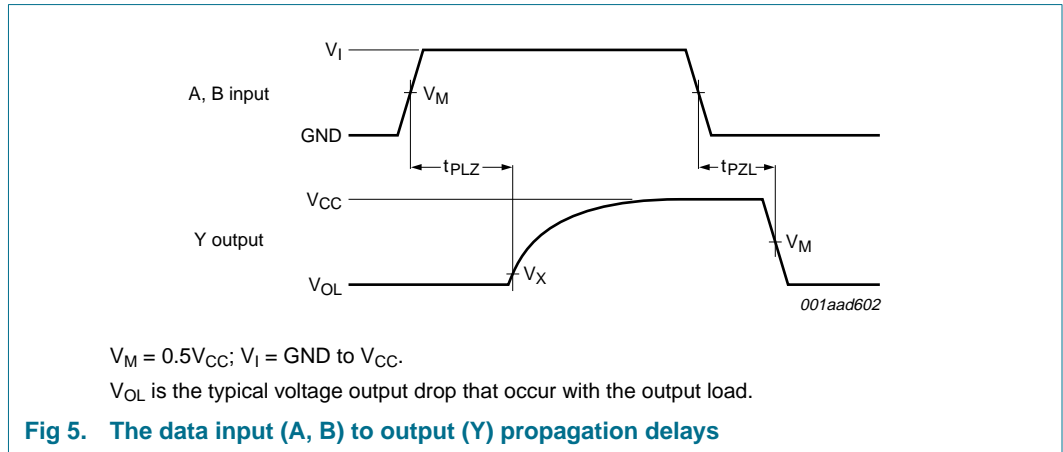 V_I
A, B input
V_M
GND
t_PLZ
t_PZL
V_CC
Y output
V_M
V_X
V_OL
001aad602
V_M = 0.5V_CC; V_I = GND to V_CC.
V_OL is the typical voltage output drop that occur with the output load.
Fig 5. The data input (A, B) to output (Y) propagation delays